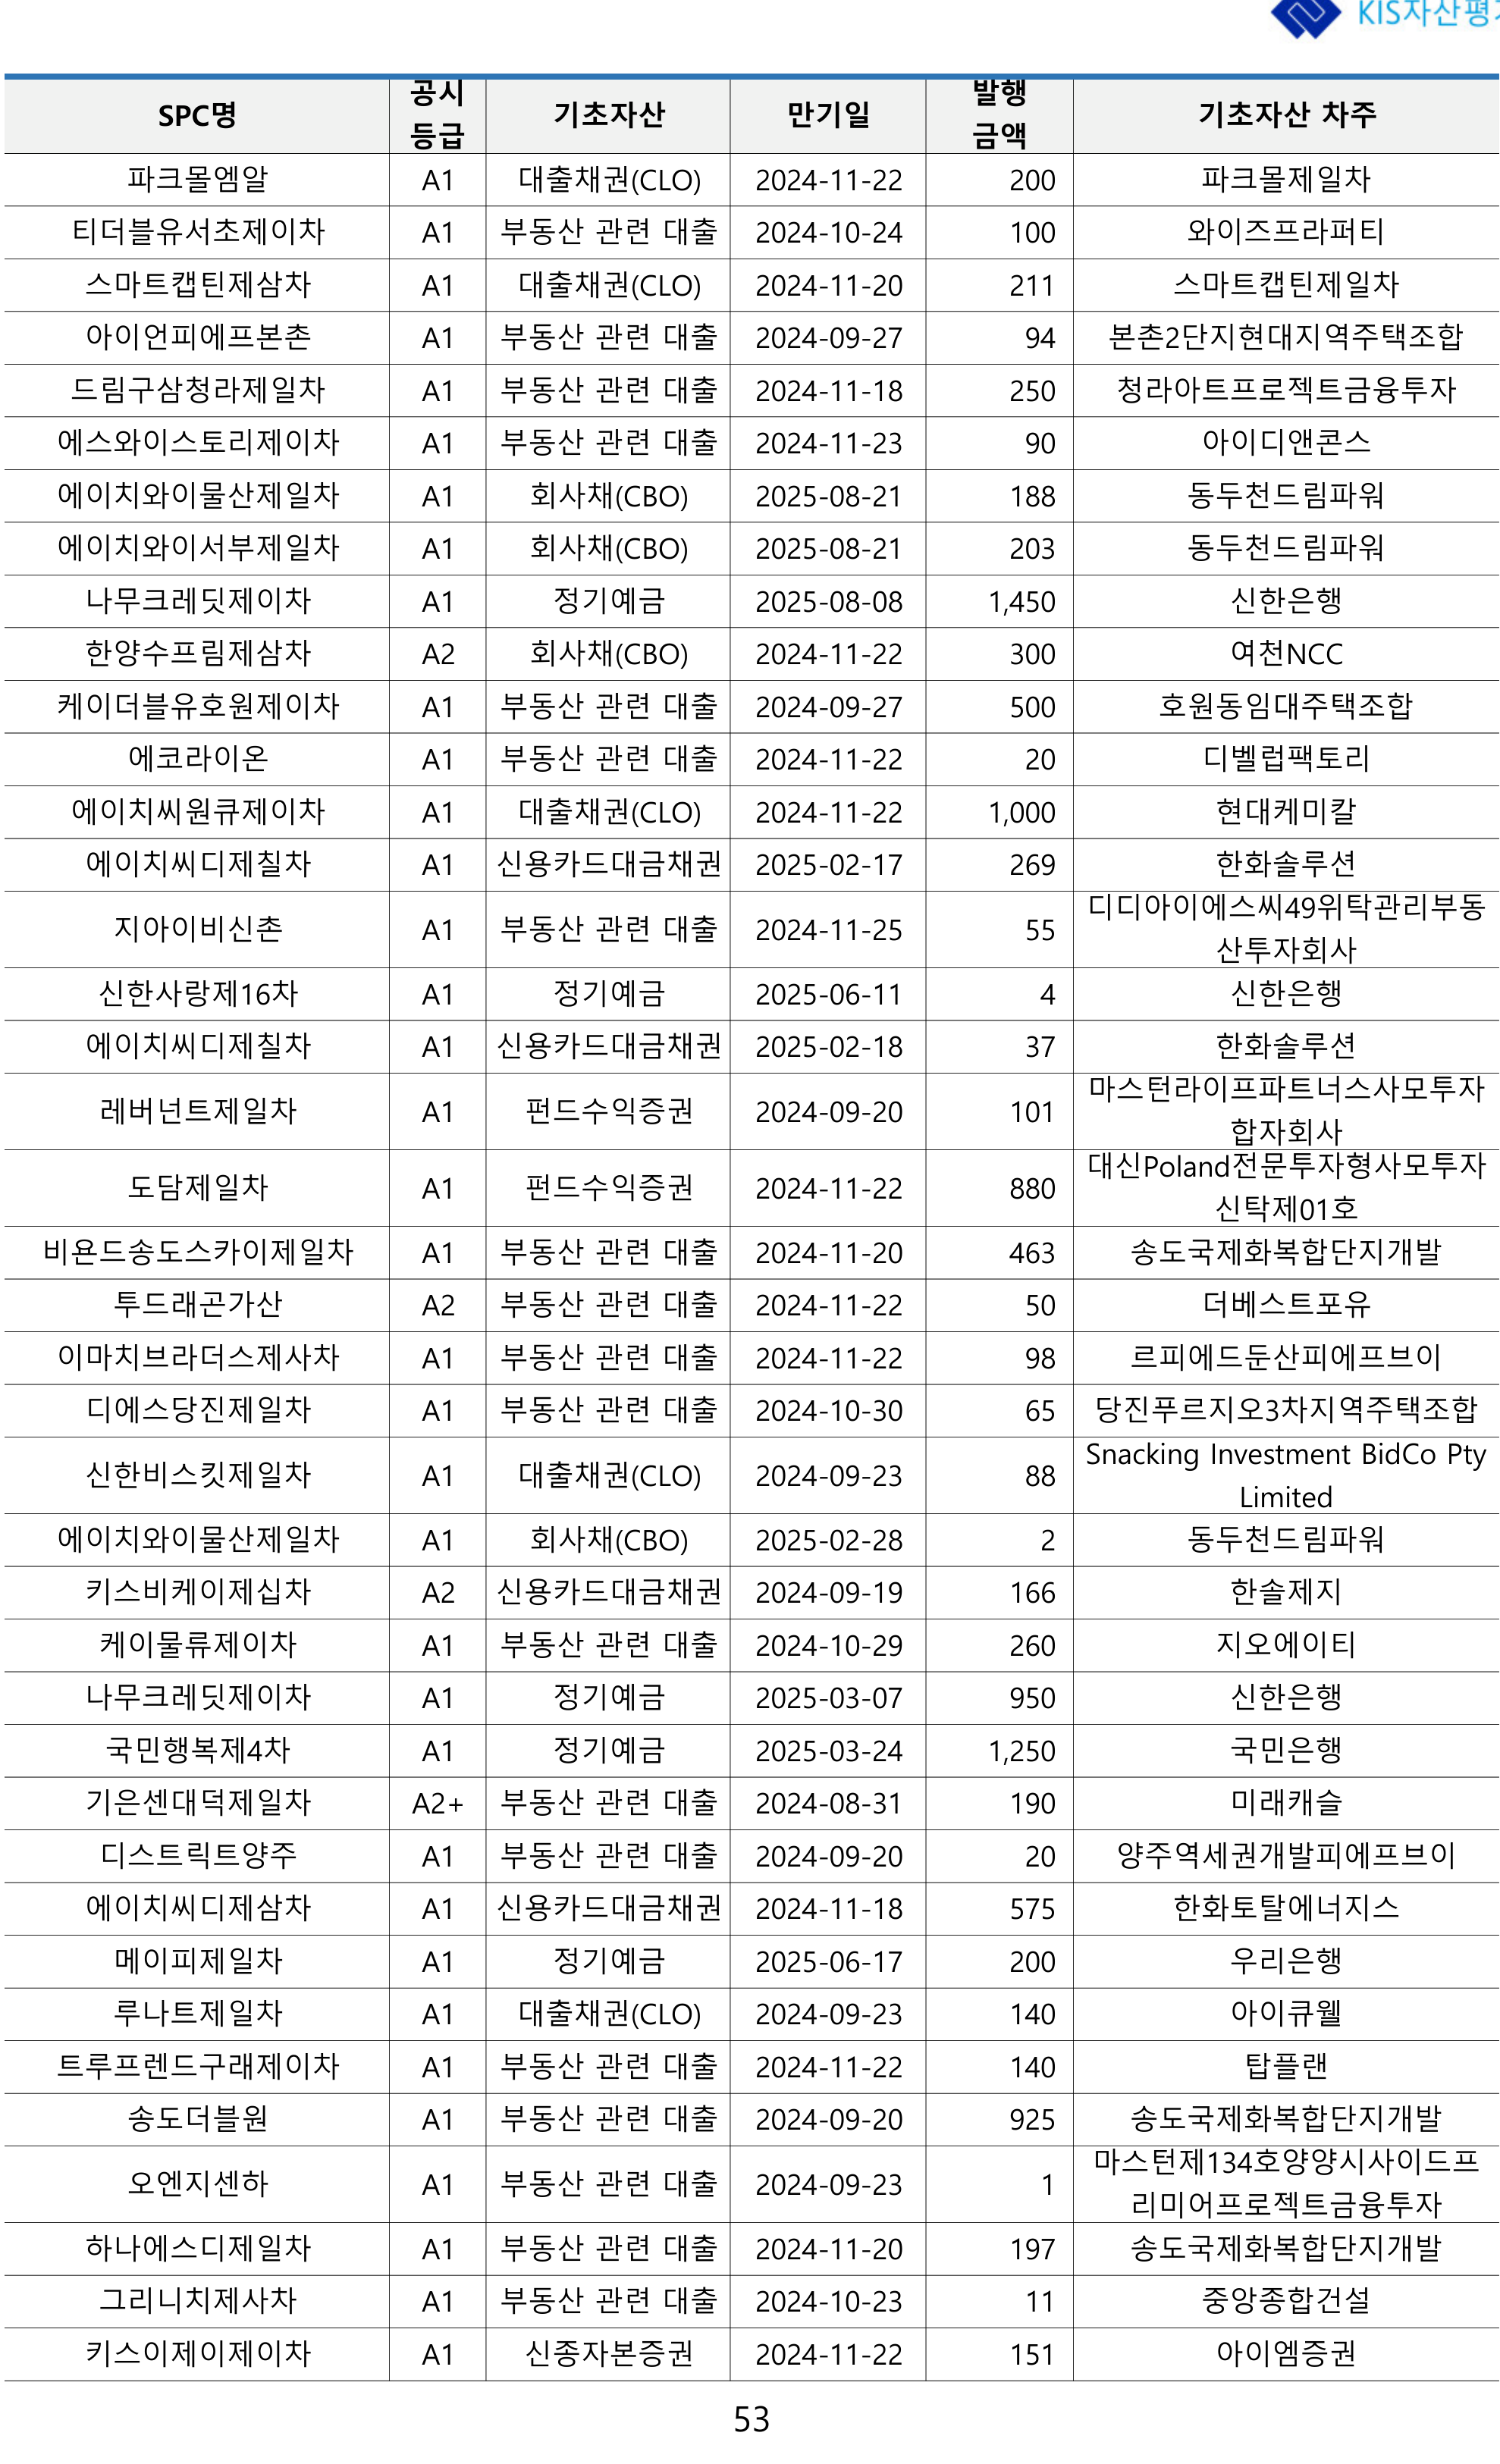 KIS자산평
SPC명 공시등급 기초자산 만기일 발행금액 기초자산 차주
파크몰엠알 A1 대출채권(CLO) 2024-11-22 200 파크몰제일차
티더블유서초제이차 A1 부동산 관련 대출 2024-10-24 100 와이즈프라퍼티
스마트캡틴제삼차 A1 대출채권(CLO) 2024-11-20 211 스마트캡틴제일차
아이언피에프본촌 A1 부동산 관련 대출 2024-09-27 94 본촌2단지현대지역주택조합
드림구삼청라제일차 A1 부동산 관련 대출 2024-11-18 250 청라아트프로젝트금융투자
에스와이스토리제이차 A1 부동산 관련 대출 2024-11-23 90 아이디앤콘스
에이치와이물산제일차 A1 회사채(CBO) 2025-08-21 188 동두천드림파워
에이치와이서부제일차 A1 회사채(CBO) 2025-08-21 203 동두천드림파워
나무크레딧제이차 A1 정기예금 2025-08-08 1,450 신한은행
한양수프림제삼차 A2 회사채(CBO) 2024-11-22 300 여천NCC
케이더블유호원제이차 A1 부동산 관련 대출 2024-09-27 500 호원동임대주택조합
에코라이온 A1 부동산 관련 대출 2024-11-22 20 디벨럽팩토리
에이치씨원큐제이차 A1 대출채권(CLO) 2024-11-22 1,000 현대케미칼
에이치씨디제칠차 A1 신용카드대금채권 2025-02-17 269 한화솔루션
지아이비신촌 A1 부동산 관련 대출 2024-11-25 55 디디아이에스씨49위탁관리부동
산투자회사
신한사랑제16차 A1 정기예금 2025-06-11 4 신한은행
에이치씨디제칠차 A1 신용카드대금채권 2025-02-18 37 한화솔루션
레버넌트제일차 A1 펀드수익증권 2024-09-20 101 마스턴라이프파트너스사모투자
합자회사
도담제일차 A1 펀드수익증권 2024-11-22 880 대신Poland전문투자형사모투자
신탁제01호
비욘드송도스카이제일차 A1 부동산 관련 대출 2024-11-20 463 송도국제화복합단지개발
투드래곤가산 A2 부동산 관련 대출 2024-11-22 50 더베스트포유
이마치브라더스제사차 A1 부동산 관련 대출 2024-11-22 98 르피에드둔산피에프브이
디에스당진제일차 A1 부동산 관련 대출 2024-10-30 65 당진푸르지오3차지역주택조합
신한비스킷제일차 A1 대출채권(CLO) 2024-09-23 88 Snacking Investment BidCo Pty
Limited
에이치와이물산제일차 A1 회사채(CBO) 2025-02-28 2 동두천드림파워
키스비케이제십차 A2 신용카드대금채권 2024-09-19 166 한솔제지
케이물류제이차 A1 부동산 관련 대출 2024-10-29 260 지오에이티
나무크레딧제이차 A1 정기예금 2025-03-07 950 신한은행
국민행복제4차 A1 정기예금 2025-03-24 1,250 국민은행
기은센대덕제일차 A2+ 부동산 관련 대출 2024-08-31 190 미래캐슬
디스트릭트양주 A1 부동산 관련 대출 2024-09-20 20 양주역세권개발피에프브이
에이치씨디제삼차 A1 신용카드대금채권 2024-11-18 575 한화토탈에너지스
메이피제일차 A1 정기예금 2025-06-17 200 우리은행
루나트제일차 A1 대출채권(CLO) 2024-09-23 140 아이큐웰
트루프렌드구래제이차 A1 부동산 관련 대출 2024-11-22 140 탑플랜
송도더블원 A1 부동산 관련 대출 2024-09-20 925 송도국제화복합단지개발
오엔지센하 A1 부동산 관련 대출 2024-09-23 1 마스턴제134호양양시사이드프
리미어프로젝트금융투자
하나에스디제일차 A1 부동산 관련 대출 2024-11-20 197 송도국제화복합단지개발
그리니치제사차 A1 부동산 관련 대출 2024-10-23 11 중앙종합건설
키스이제이제이차 A1 신종자본증권 2024-11-22 151 아이엠증권
53